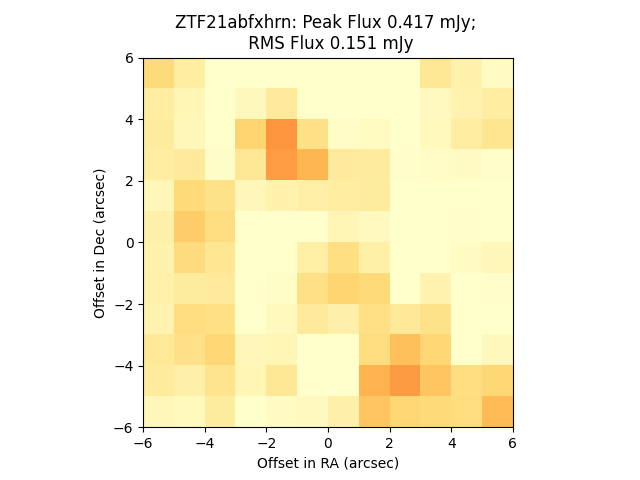 ZTF21abfxhrn: Peak Flux 0.417 mJy;
RMS Flux 0.151 mJy
6
4
2
0
−2
−4
−6
Offset in Dec (arcsec)
−6 −4 −2 0 2 4 6
Offset in RA (arcsec)